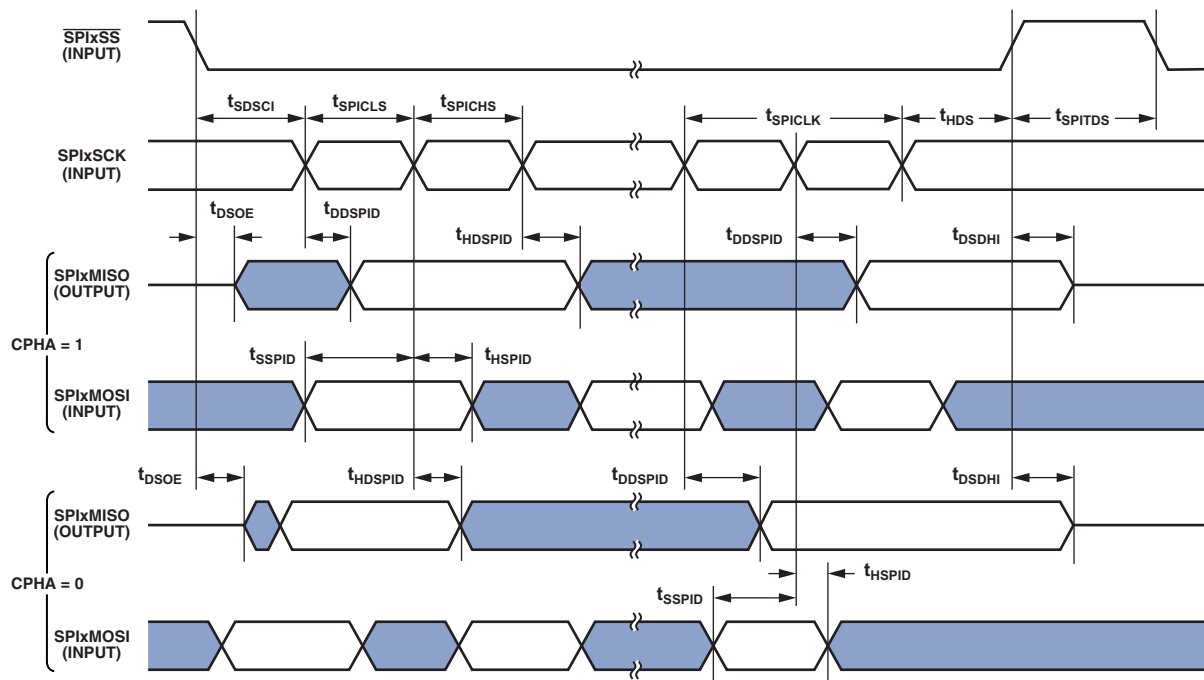 SPIxSS
(INPUT)
tSDSCI tSPICLS tSPICHS tSPICLK tHDS tSPITDS
SPIxSCK
(INPUT)
tDSOE tDDSPID tHDSPID tDDSPID tDSDHI
SPIxMISO
(OUTPUT)
CPHA = 1
tSSPID tHSPID
SPIxMOSI
(INPUT)
tDSOE tHDSPID tDDSPID tDSDHI
SPIxMISO
(OUTPUT)
CPHA = 0
tHSPID
tSSPID
SPIxMOSI
(INPUT)